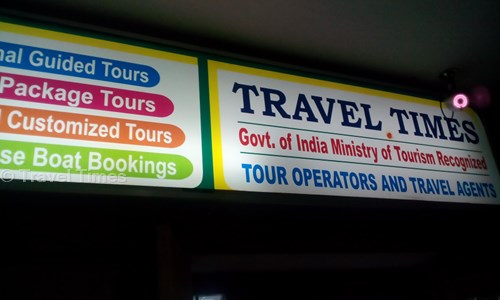 nal Guided Tours
Package Tours
Customized Tours
se Boat Bookings
TRAVEL TIMES
Govt. of India Ministry of Tourism Recognized
TOUR OPERATORS AND TRAVEL AGENTS
© Travel Times